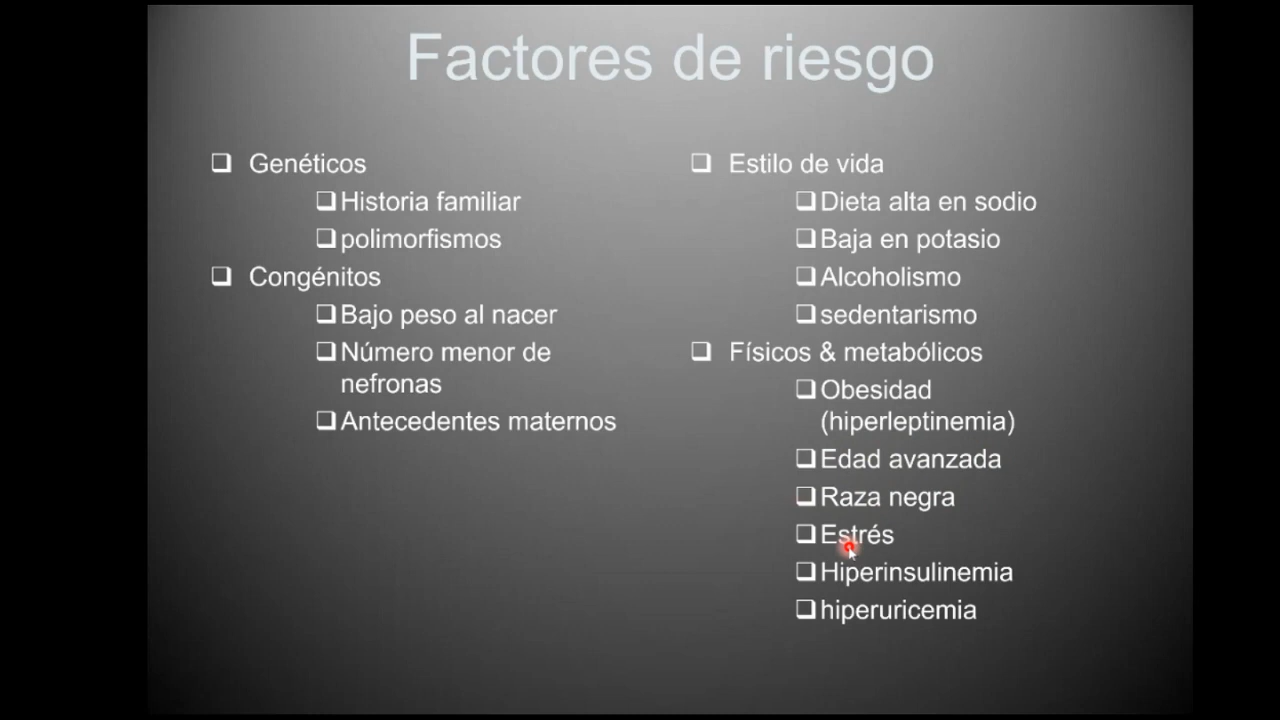 Factores de riesgo
Genéticos
Historia familiar
polimorfismos
Congénitos
Bajo peso al nacer
Número menor de
nefronas
Antecedentes maternos
Estilo de vida
Dieta alta en sodio
Baja en potasio
Alcoholismo
sedentarismo
Físicos & metabólicos
Obesidad
(hiperleptinemia)
Edad avanzada
Raza negra
Estrés
Hiperinsulinemia
hiperuricemia